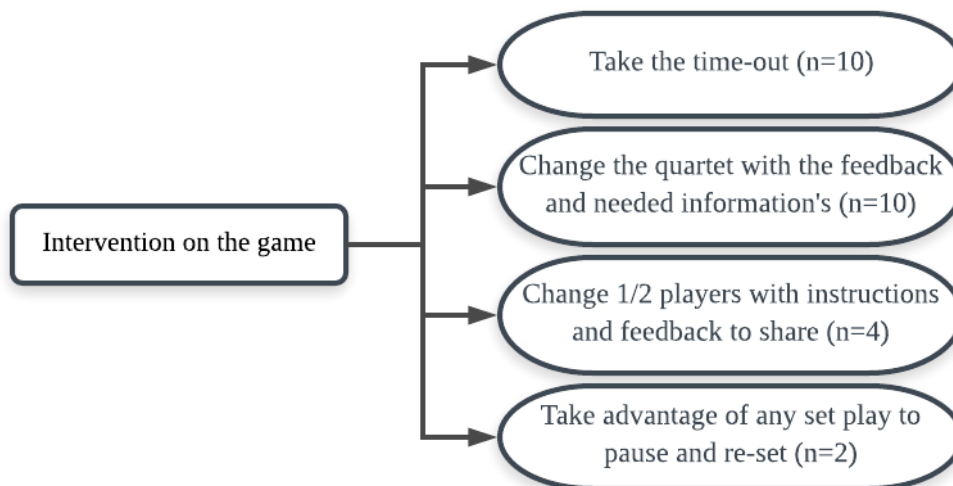 Take the time-out (n=10)
Change the quartet with the feedback
and needed information's (n=10)
Intervention on the game
Change 1/2 players with instructions
and feedback to share (n=4)
Take advantage of any set play to
pause and re-set (n=2)